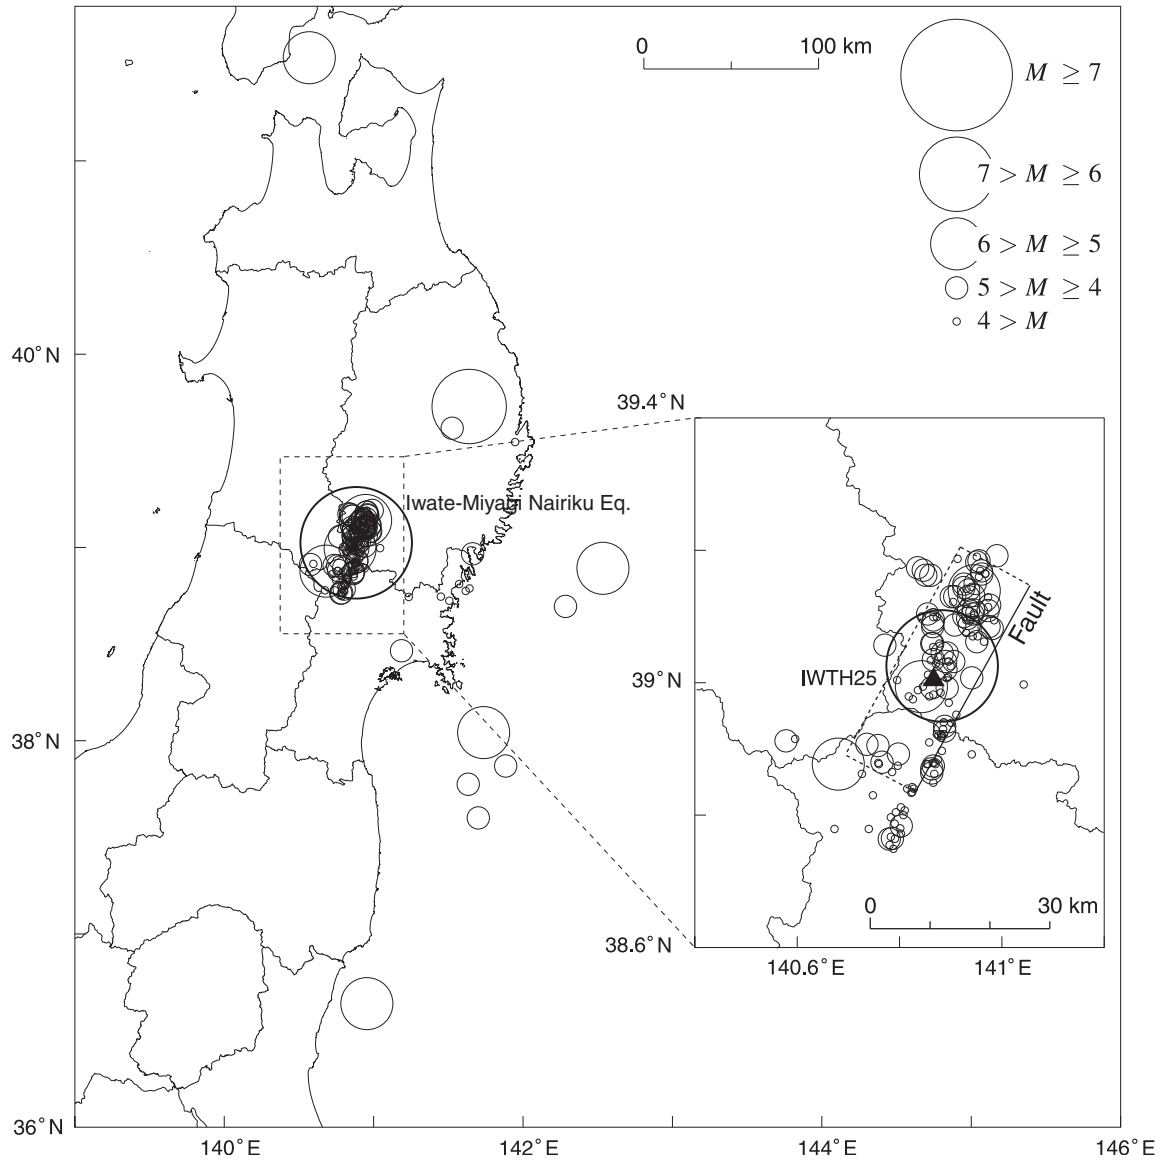 0 100 km
M ≥ 7
7 > M ≥ 6
6 > M ≥ 5
5 > M ≥ 4
4 > M
40°N
39.4°N
Iwate-Miyagi Nairiku Eq.
Fault
IWTH25
39°N
38°N
0 30 km
38.6°N
140.6°E 141°E
36°N
140°E 142°E 144°E 146°E